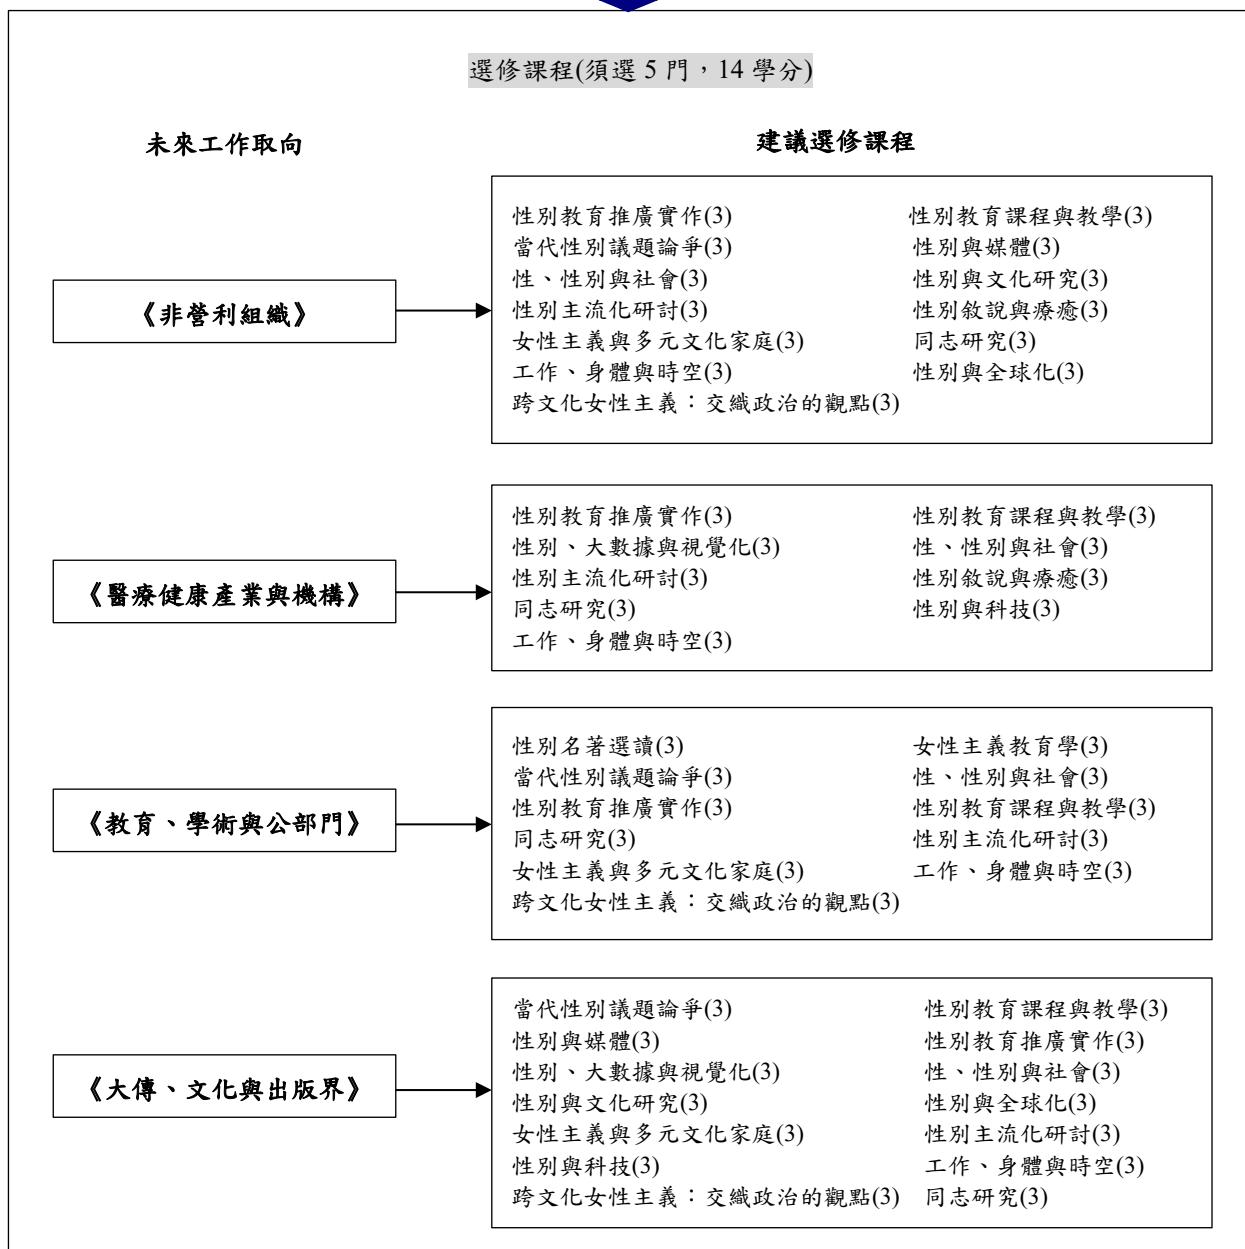 選修課程(須選 5 門，14 學分)
未來工作取向 建議選修課程
《非營利組織》
性別教育推廣實作(3) 性別教育課程與教學(3)
當代性別議題論爭(3) 性別與媒體(3)
性、性別與社會(3) 性別與文化研究(3)
性別主流化研討(3) 性別敘說與療癒(3)
女性主義與多元文化家庭(3) 同志研究(3)
工作、身體與時空(3) 性別與全球化(3)
跨文化女性主義：交織政治的觀點(3)
《醫療健康產業與機構》
性別教育推廣實作(3) 性別教育課程與教學(3)
性別、大數據與視覺化(3) 性、性別與社會(3)
性別主流化研討(3) 性別敘說與療癒(3)
同志研究(3) 性別與科技(3)
工作、身體與時空(3)
《教育、學術與公部門》
性別名著選讀(3) 女性主義教育學(3)
當代性別議題論爭(3) 性、性別與社會(3)
性別教育推廣實作(3) 性別教育課程與教學(3)
同志研究(3) 性別主流化研討(3)
女性主義與多元文化家庭(3) 工作、身體與時空(3)
跨文化女性主義：交織政治的觀點(3)
《大傳、文化與出版界》
當代性別議題論爭(3) 性別教育課程與教學(3)
性別與媒體(3) 性別教育推廣實作(3)
性別、大數據與視覺化(3) 性、性別與社會(3)
性別與文化研究(3) 性別與全球化(3)
女性主義與多元文化家庭(3) 性別主流化研討(3)
性別與科技(3) 工作、身體與時空(3)
跨文化女性主義：交織政治的觀點(3) 同志研究(3)